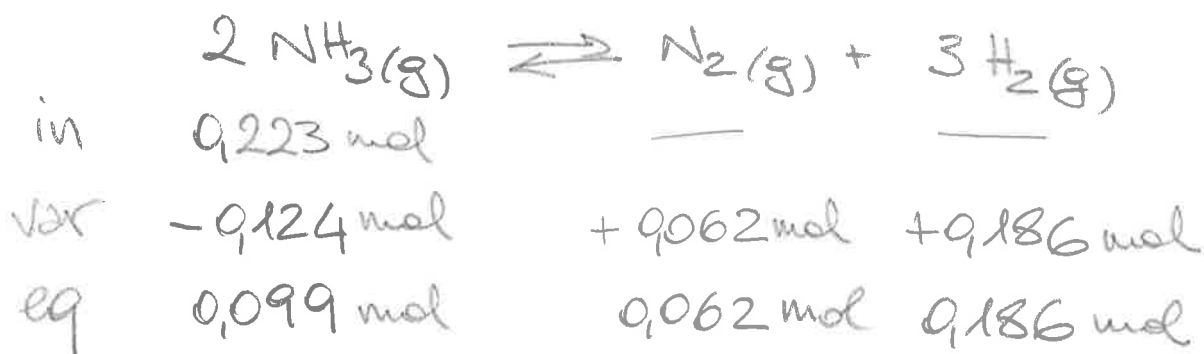 2 NH₃(g) ⇌ N₂(g) + 3 H₂(g)
in 0,223 mol — —
var -0,124 mol +0,062 mol +0,186 mol
eq 0,099 mol 0,062 mol 0,186 mol